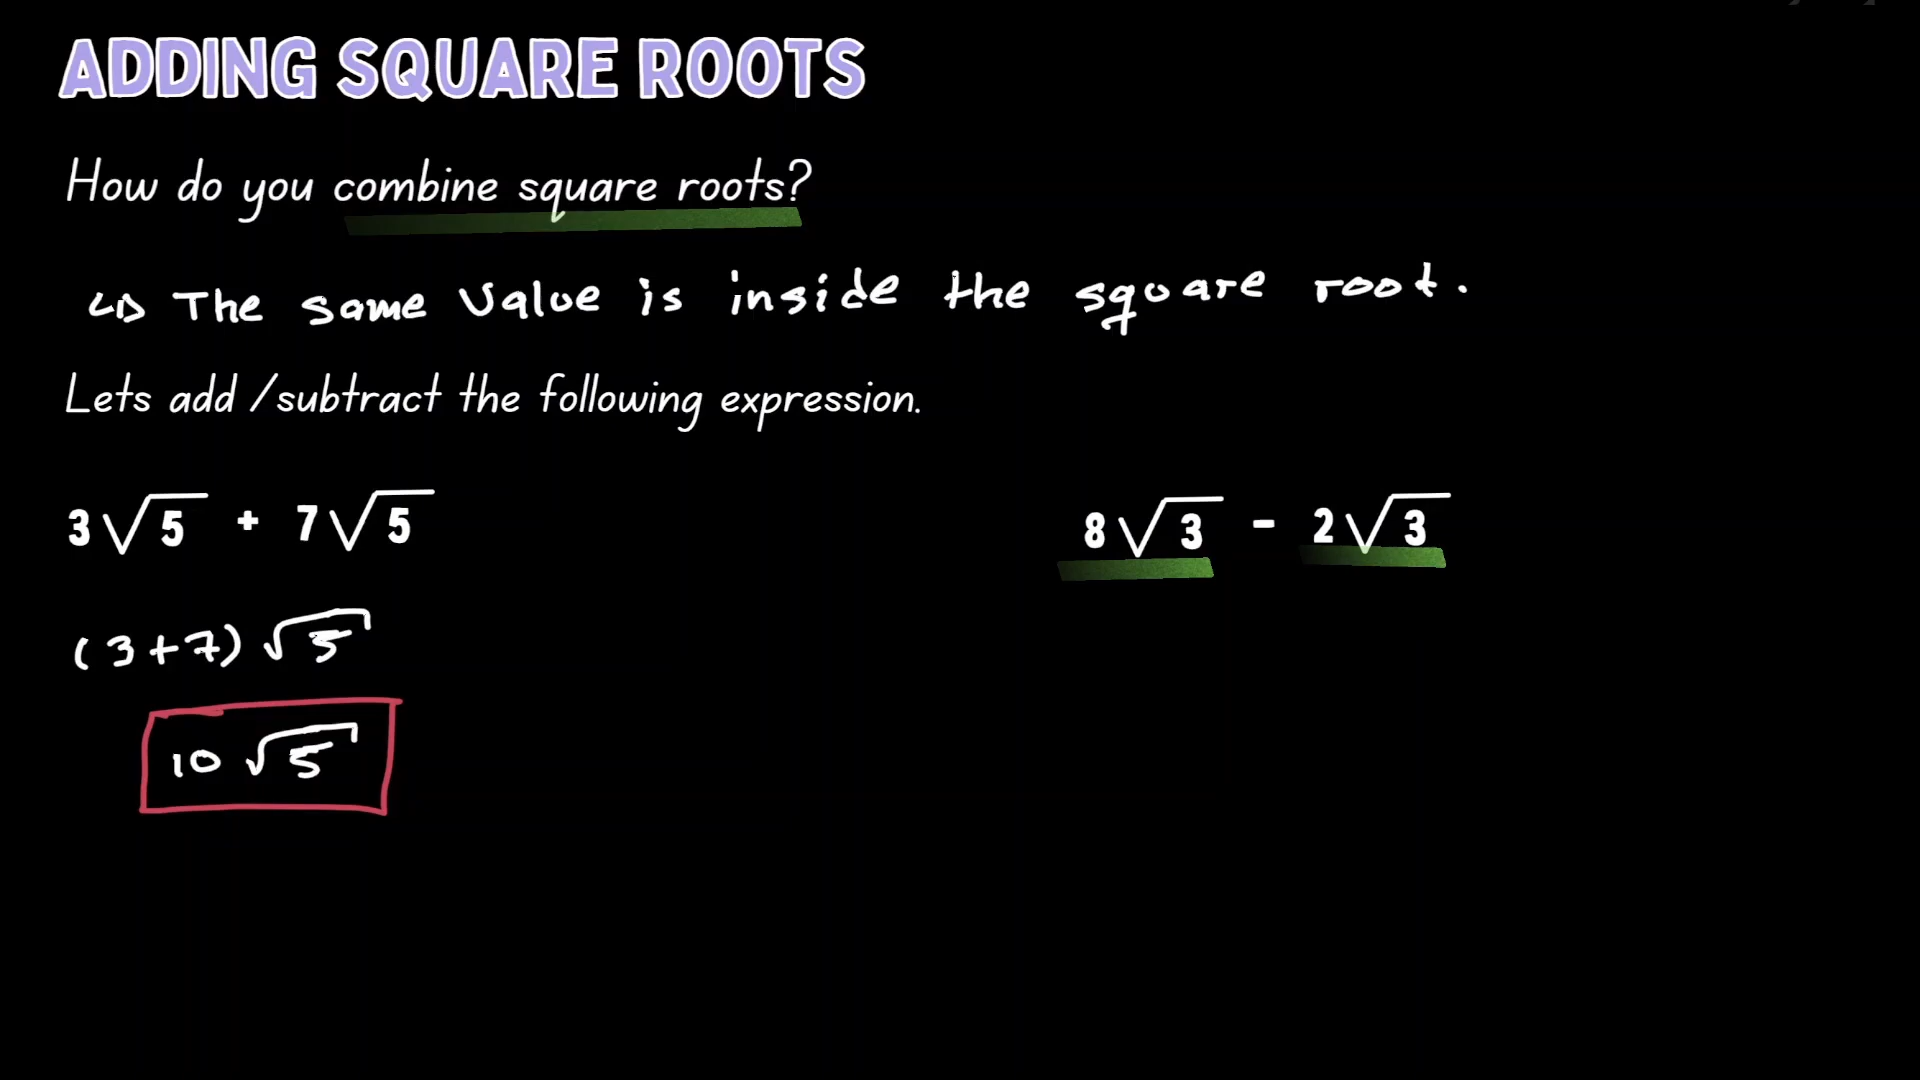 ADDING SQUARE ROOTS
How do you combine square roots?
↳ The same value is inside the square root.
Lets add /subtract the following expression.
3√5 + 7√5
(3+7) √5
10 √5
8√3 - 2√3